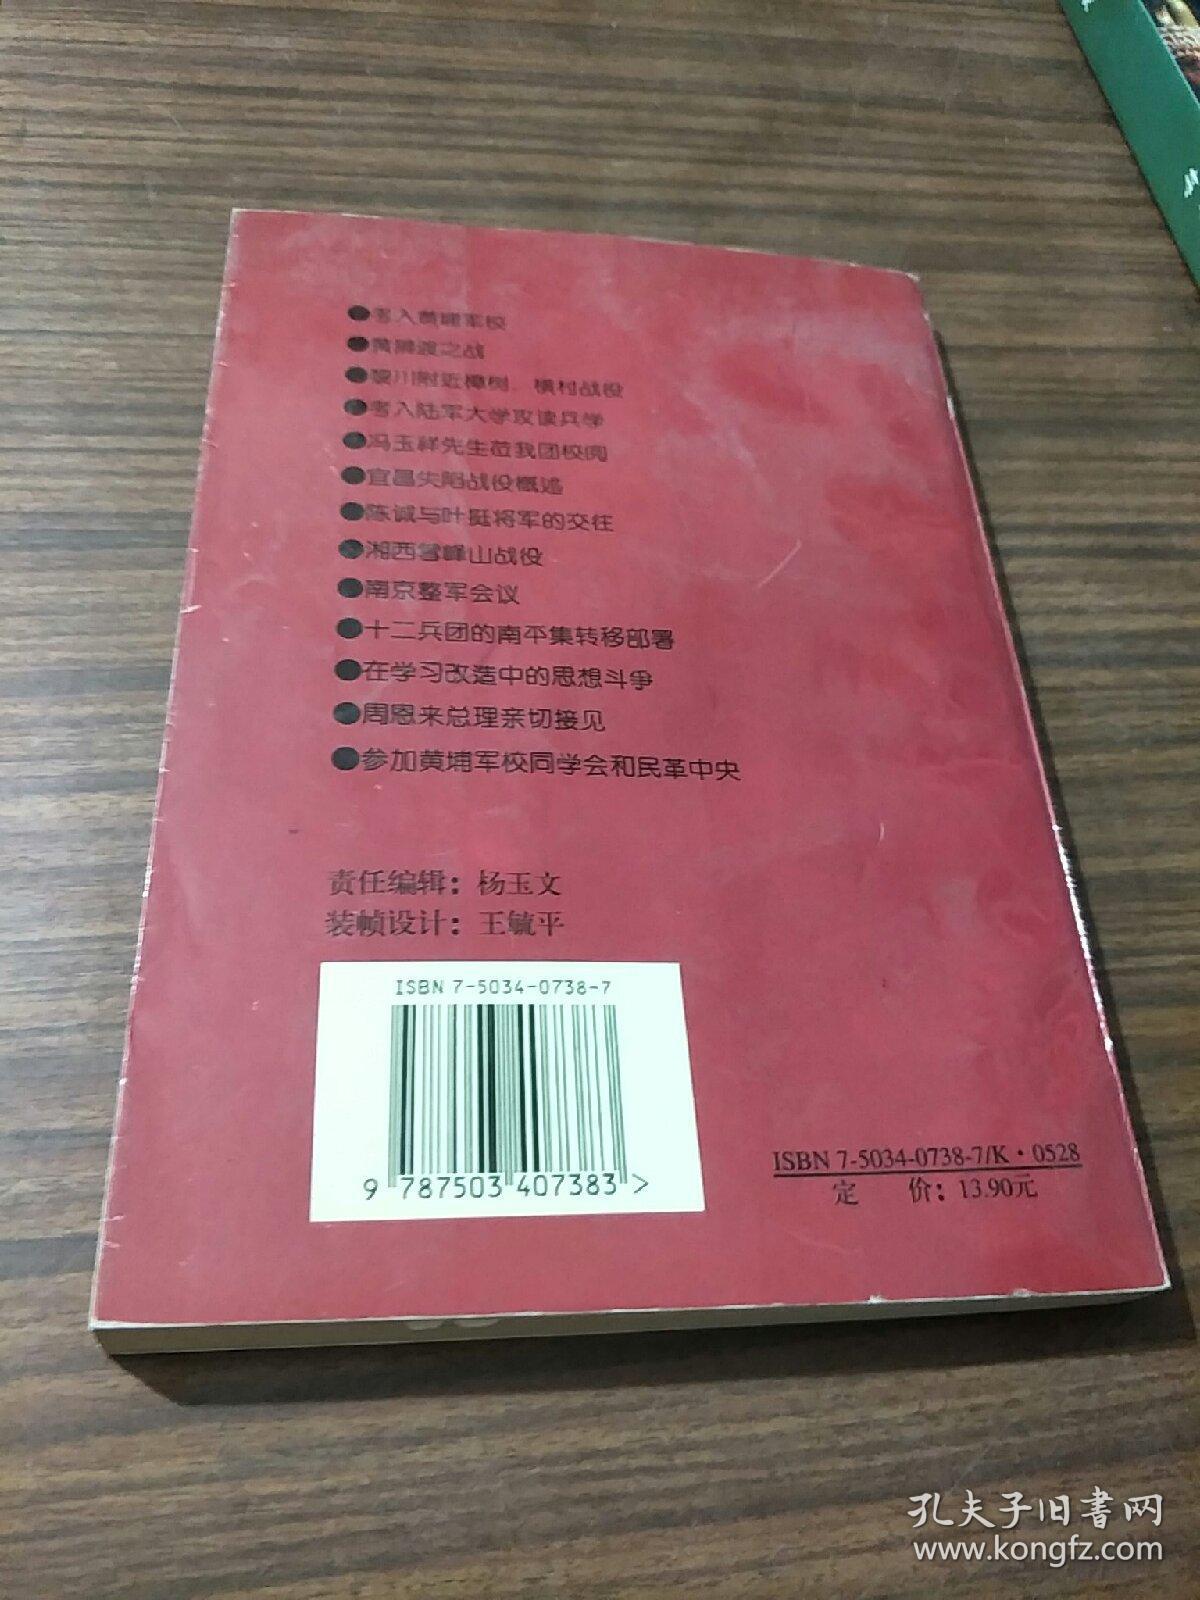 ●考入黄埔军校
●黄狮渡之战
●黎川附近樟树、横村战役
●考入陆军大学攻读兵学
●冯玉祥先生莅我团校阅
●宜昌失陷战役概述
●陈诚与叶挺将军的交往
●湘西雪峰山战役
●南京整军会议
●十二兵团的南平集转移部署
●在学习改造中的思想斗争
●周恩来总理亲切接见
●参加黄埔军校同学会和民革中央
责任编辑：杨玉文
装帧设计：王毓平
ISBN 7-5034-0738-7
9 787503 407383 >
ISBN 7-5034-0738-7/K·0528
定 价：13.90元
孔夫子旧书网
www.kongfz.com